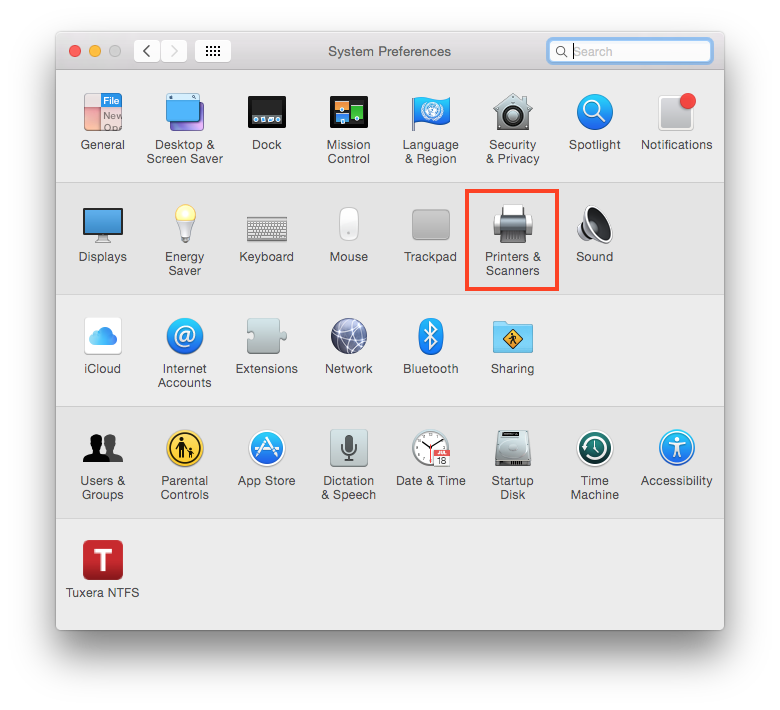 System Preferences
Search
File
New
Ope
General
Desktop &
Screen Saver
Dock
Mission
Control
Language
& Region
Security
& Privacy
Spotlight
Notifications
Displays
Energy
Saver
Keyboard
Mouse
Trackpad
Printers &
Scanners
Sound
iCloud
@
Internet
Accounts
Extensions
Network
Bluetooth
Sharing
Users &
Groups
Parental
Controls
App Store
Dictation
& Speech
JUL
18
Date & Time
Startup
Disk
Time
Machine
Accessibility
T
Tuxera NTFS